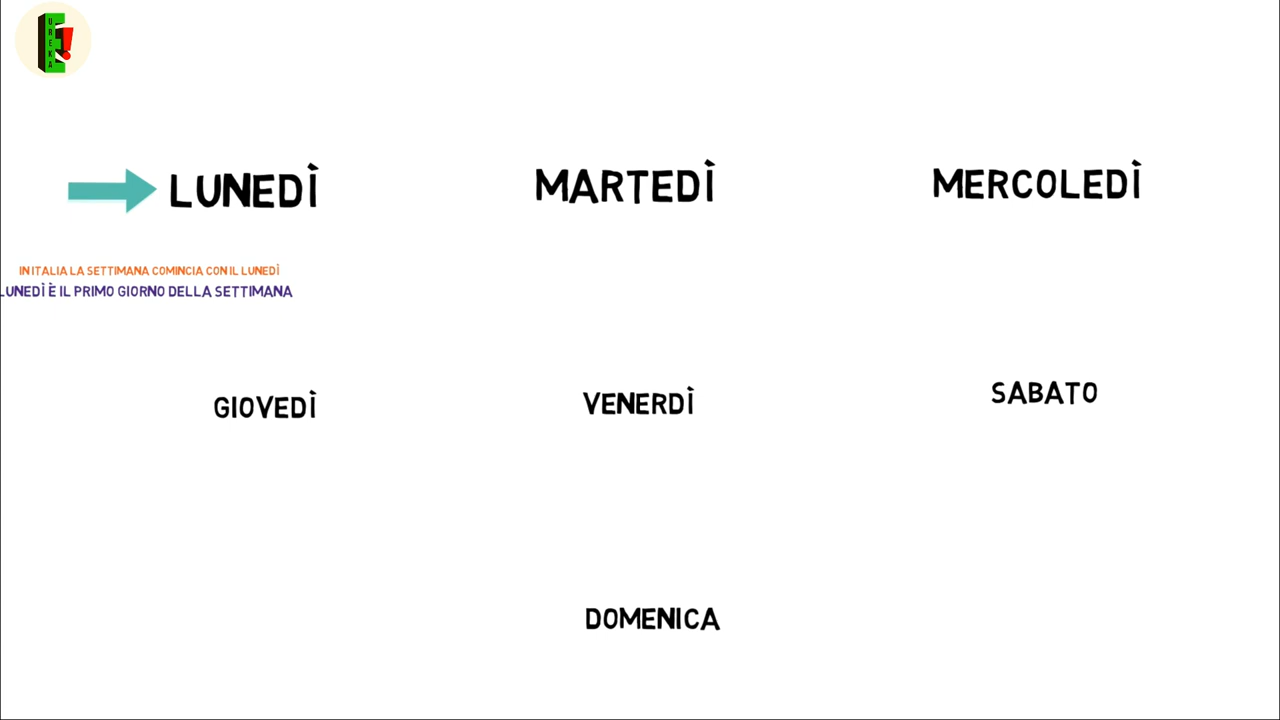 UREKA
LUNEDÌ
MARTEDÌ
MERCOLEDÌ
IN ITALIA LA SETTIMANA COMINCIA CON IL LUNEDÌ
LUNEDÌ È IL PRIMO GIORNO DELLA SETTIMANA
GIOVEDÌ
VENERDÌ
SABATO
DOMENICA